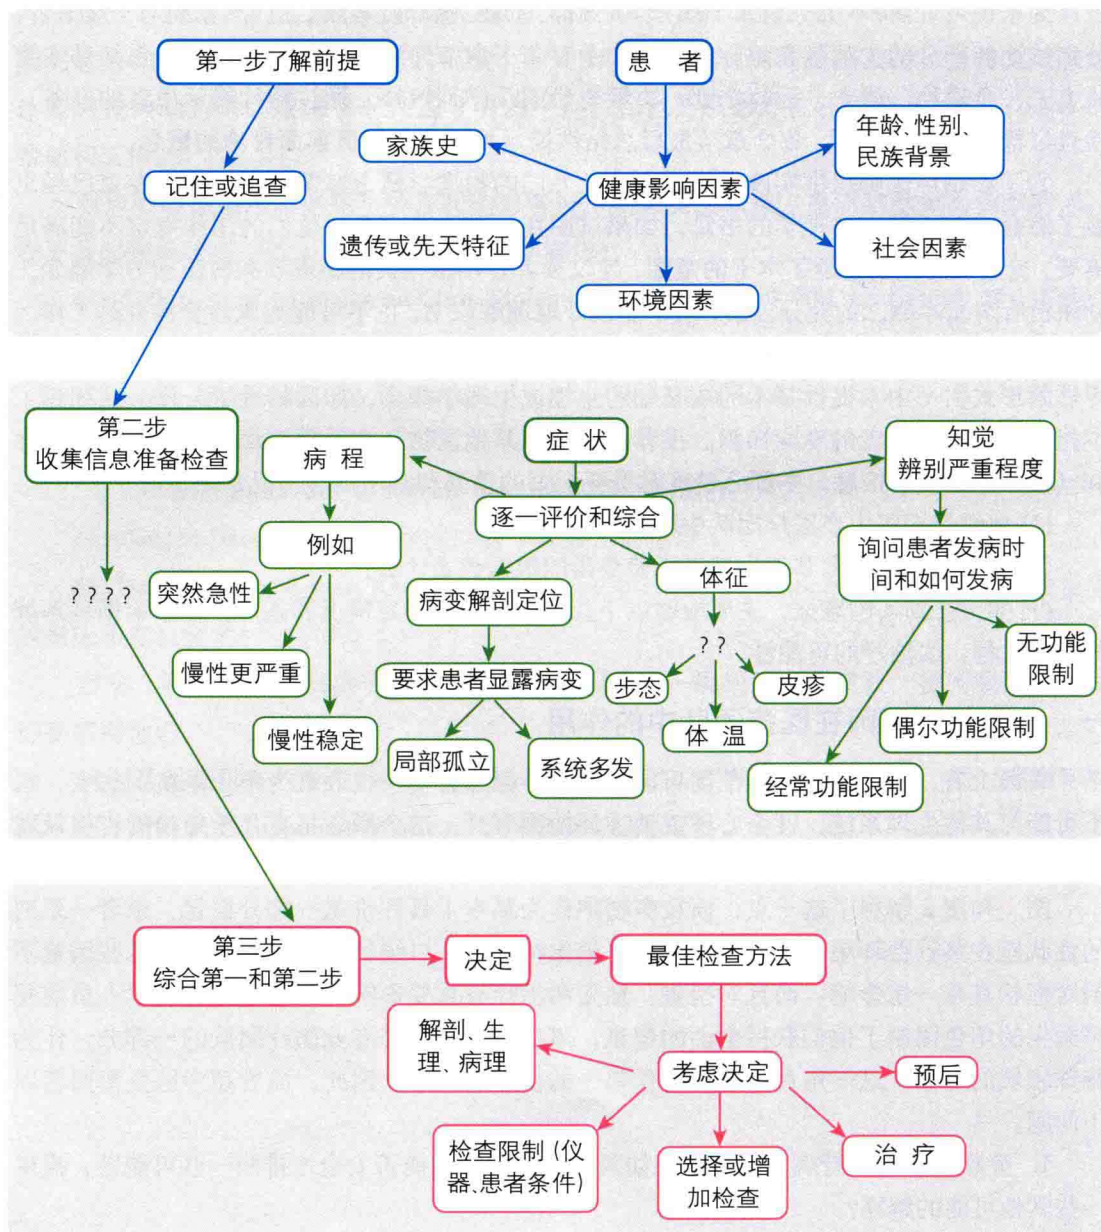 第一步了解前提
患 者
家族史
年龄、性别、
民族背景
记住或追查
健康影响因素
遗传或先天特征
社会因素
环境因素
第二步
收集信息准备检查
病 程
症 状
知觉
辨别严重程度
逐一评价和综合
例如
询问患者发病时
间和如何发病
突然急性
? ? ? ?
病变解剖定位
体征
慢性更严重
要求患者显露病变
? ?
步态
皮疹
无功能
限制
慢性稳定
局部孤立
系统多发
体 温
偶尔功能限制
经常功能限制
第三步
综合第一和第二步
决定
最佳检查方法
解剖、生
理、病理
考虑决定
预后
检查限制(仪
器、患者条件)
选择或增
加检查
治 疗